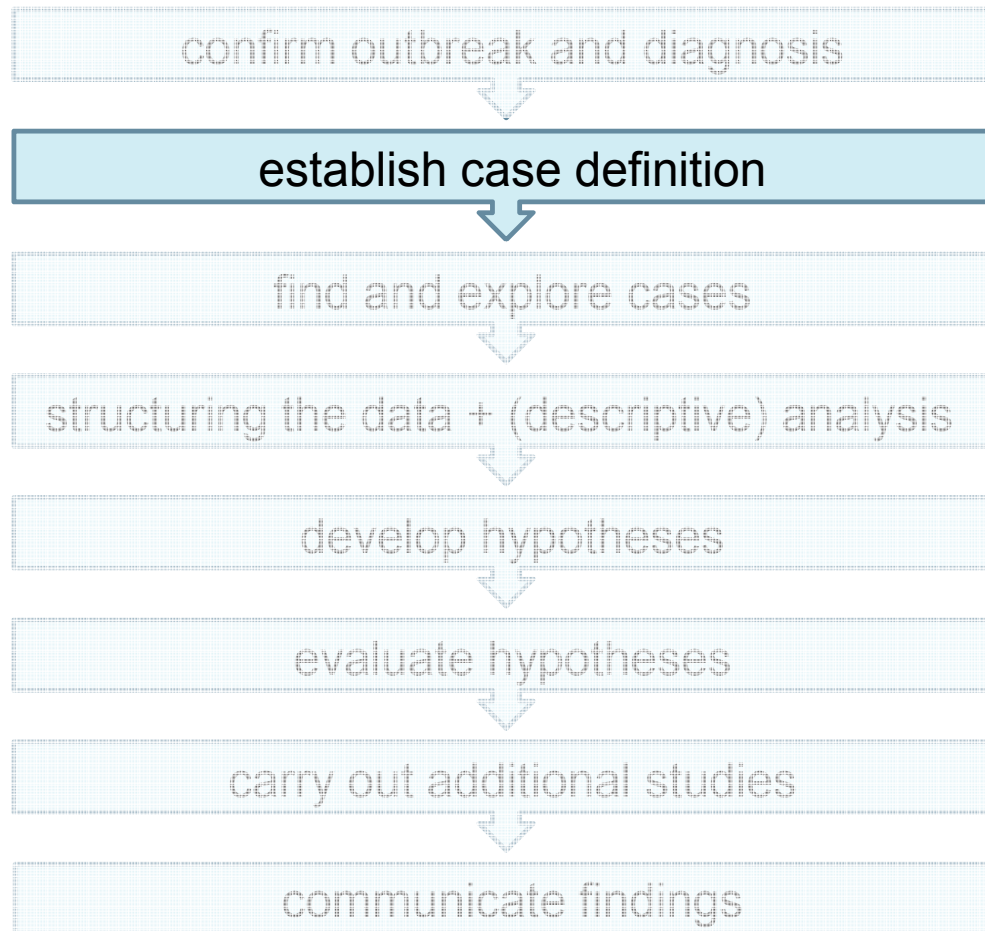 confirm outbreak and diagnosis
establish case definition
find and explore cases
structuring the data + (descriptive) analysis
develop hypotheses
evaluate hypotheses
carry out additional studies
communicate findings